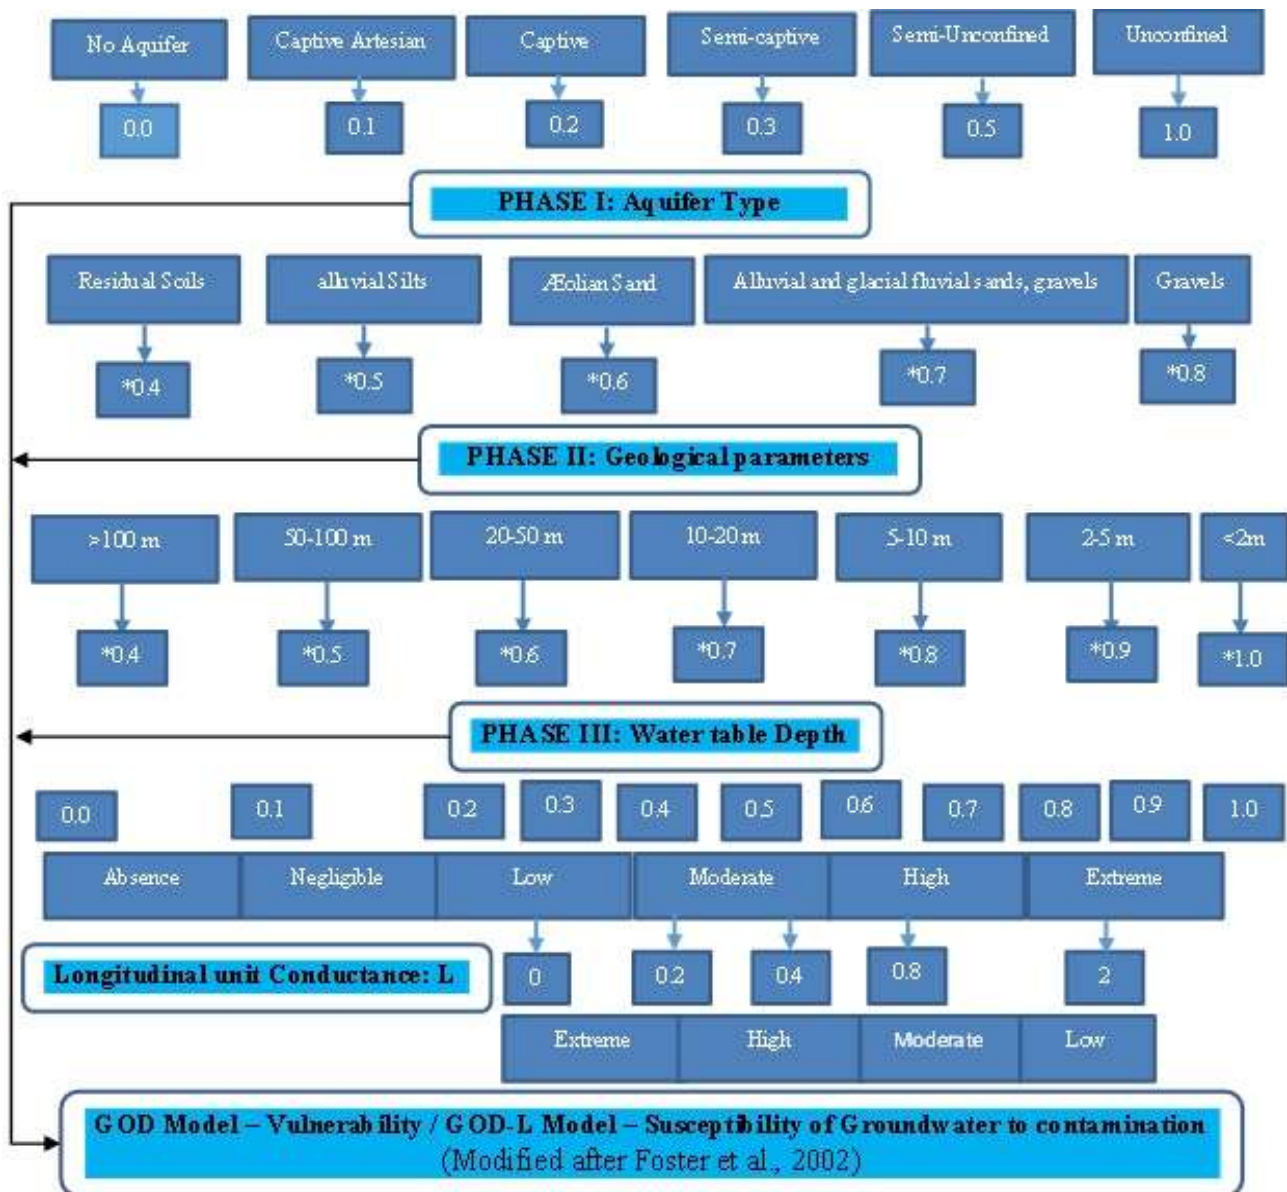 No Aquifer
Captive Artesian
Captive
Semi-captive
Semi-Unconfined
Unconfined
0.0
0.1
0.2
0.3
0.5
1.0
PHASE I: Aquifer Type
Residual Soils
alluvial Silts
Æolian Sand
Alluvial and glacial fluvial sands, gravels
Gravels
*0.4
*0.5
*0.6
*0.7
*0.8
PHASE II: Geological parameters
>100 m
50-100 m
20-50 m
10-20 m
5-10 m
2-5 m
<2m
*0.4
*0.5
*0.6
*0.7
*0.8
*0.9
*1.0
PHASE III: Water table Depth
0.0
0.1
0.2
0.3
0.4
0.5
0.6
0.7
0.8
0.9
1.0
Absence
Negligible
Low
Moderate
High
Extreme
Longitudinal unit Conductance: L
0
0.2
0.4
0.8
2
Extreme
High
Moderate
Low
GOD Model – Vulnerability / GOD-L Model – Susceptibility of Groundwater to contamination
(Modified after Foster et al., 2002)